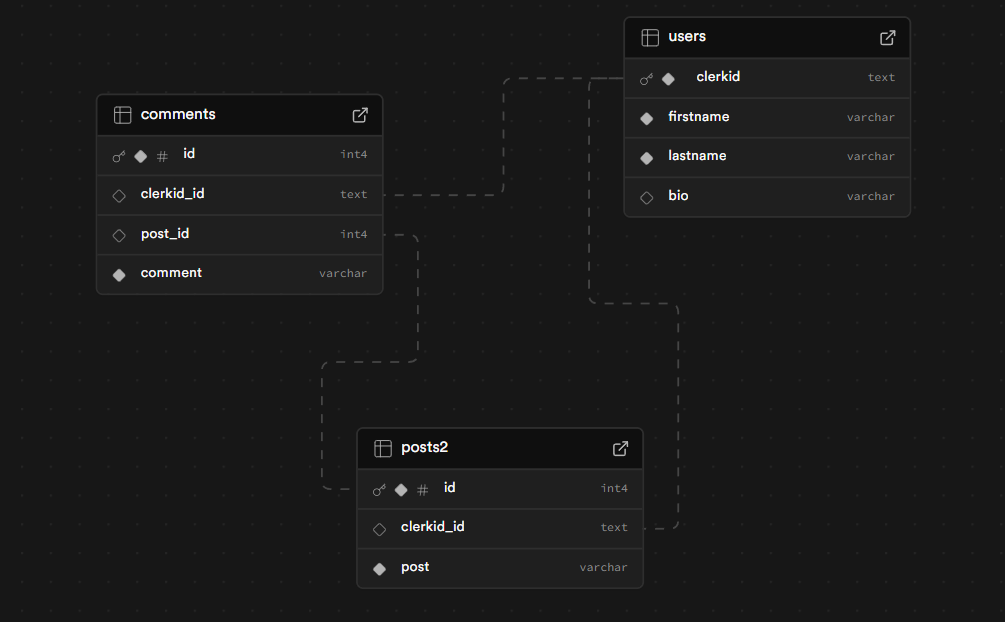 users
clerkid text
firstname varchar
lastname varchar
bio varchar
comments
# id int4
clerkid_id text
post_id int4
comment varchar
posts2
# id int4
clerkid_id text
post varchar